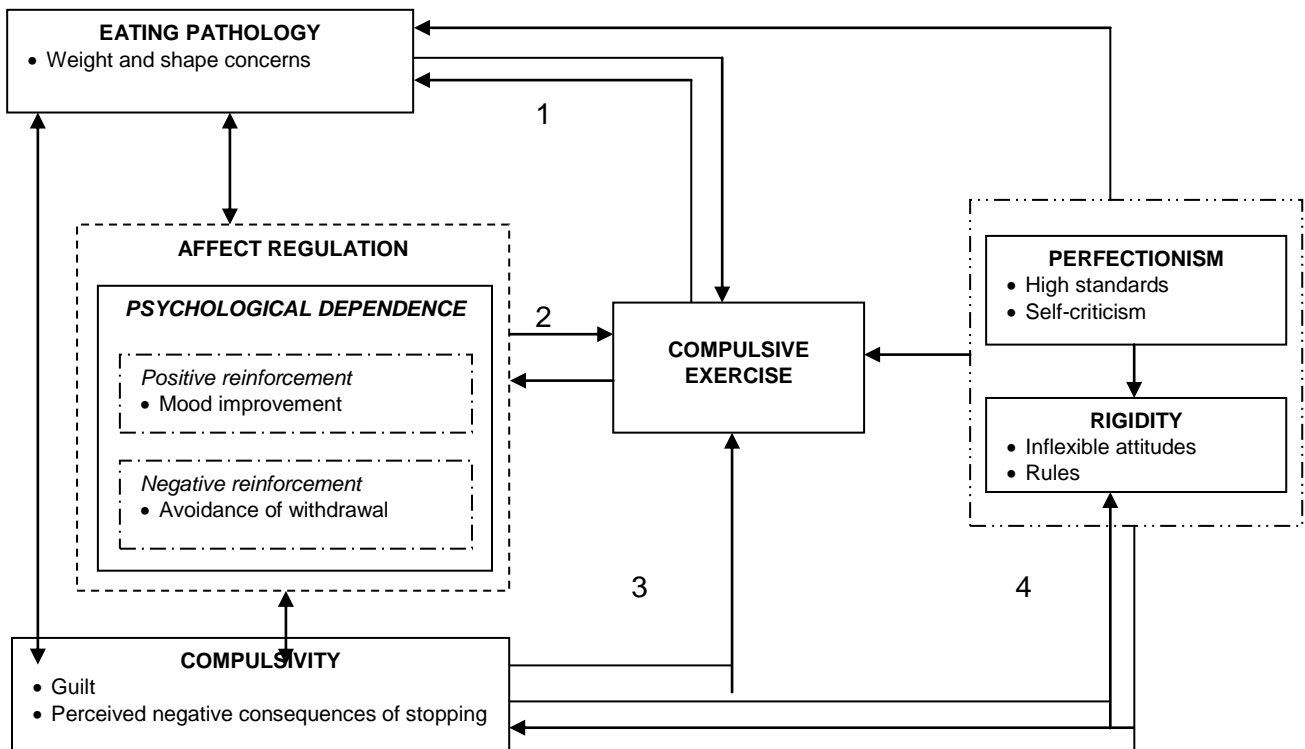 EATING PATHOLOGY
• Weight and shape concerns
1
AFFECT REGULATION
PSYCHOLOGICAL DEPENDENCE
Positive reinforcement
• Mood improvement
Negative reinforcement
• Avoidance of withdrawal
2
COMPULSIVE
EXERCISE
PERFECTIONISM
• High standards
• Self-criticism
RIGIDITY
• Inflexible attitudes
• Rules
3
4
COMPULSIVITY
• Guilt
• Perceived negative consequences of stopping